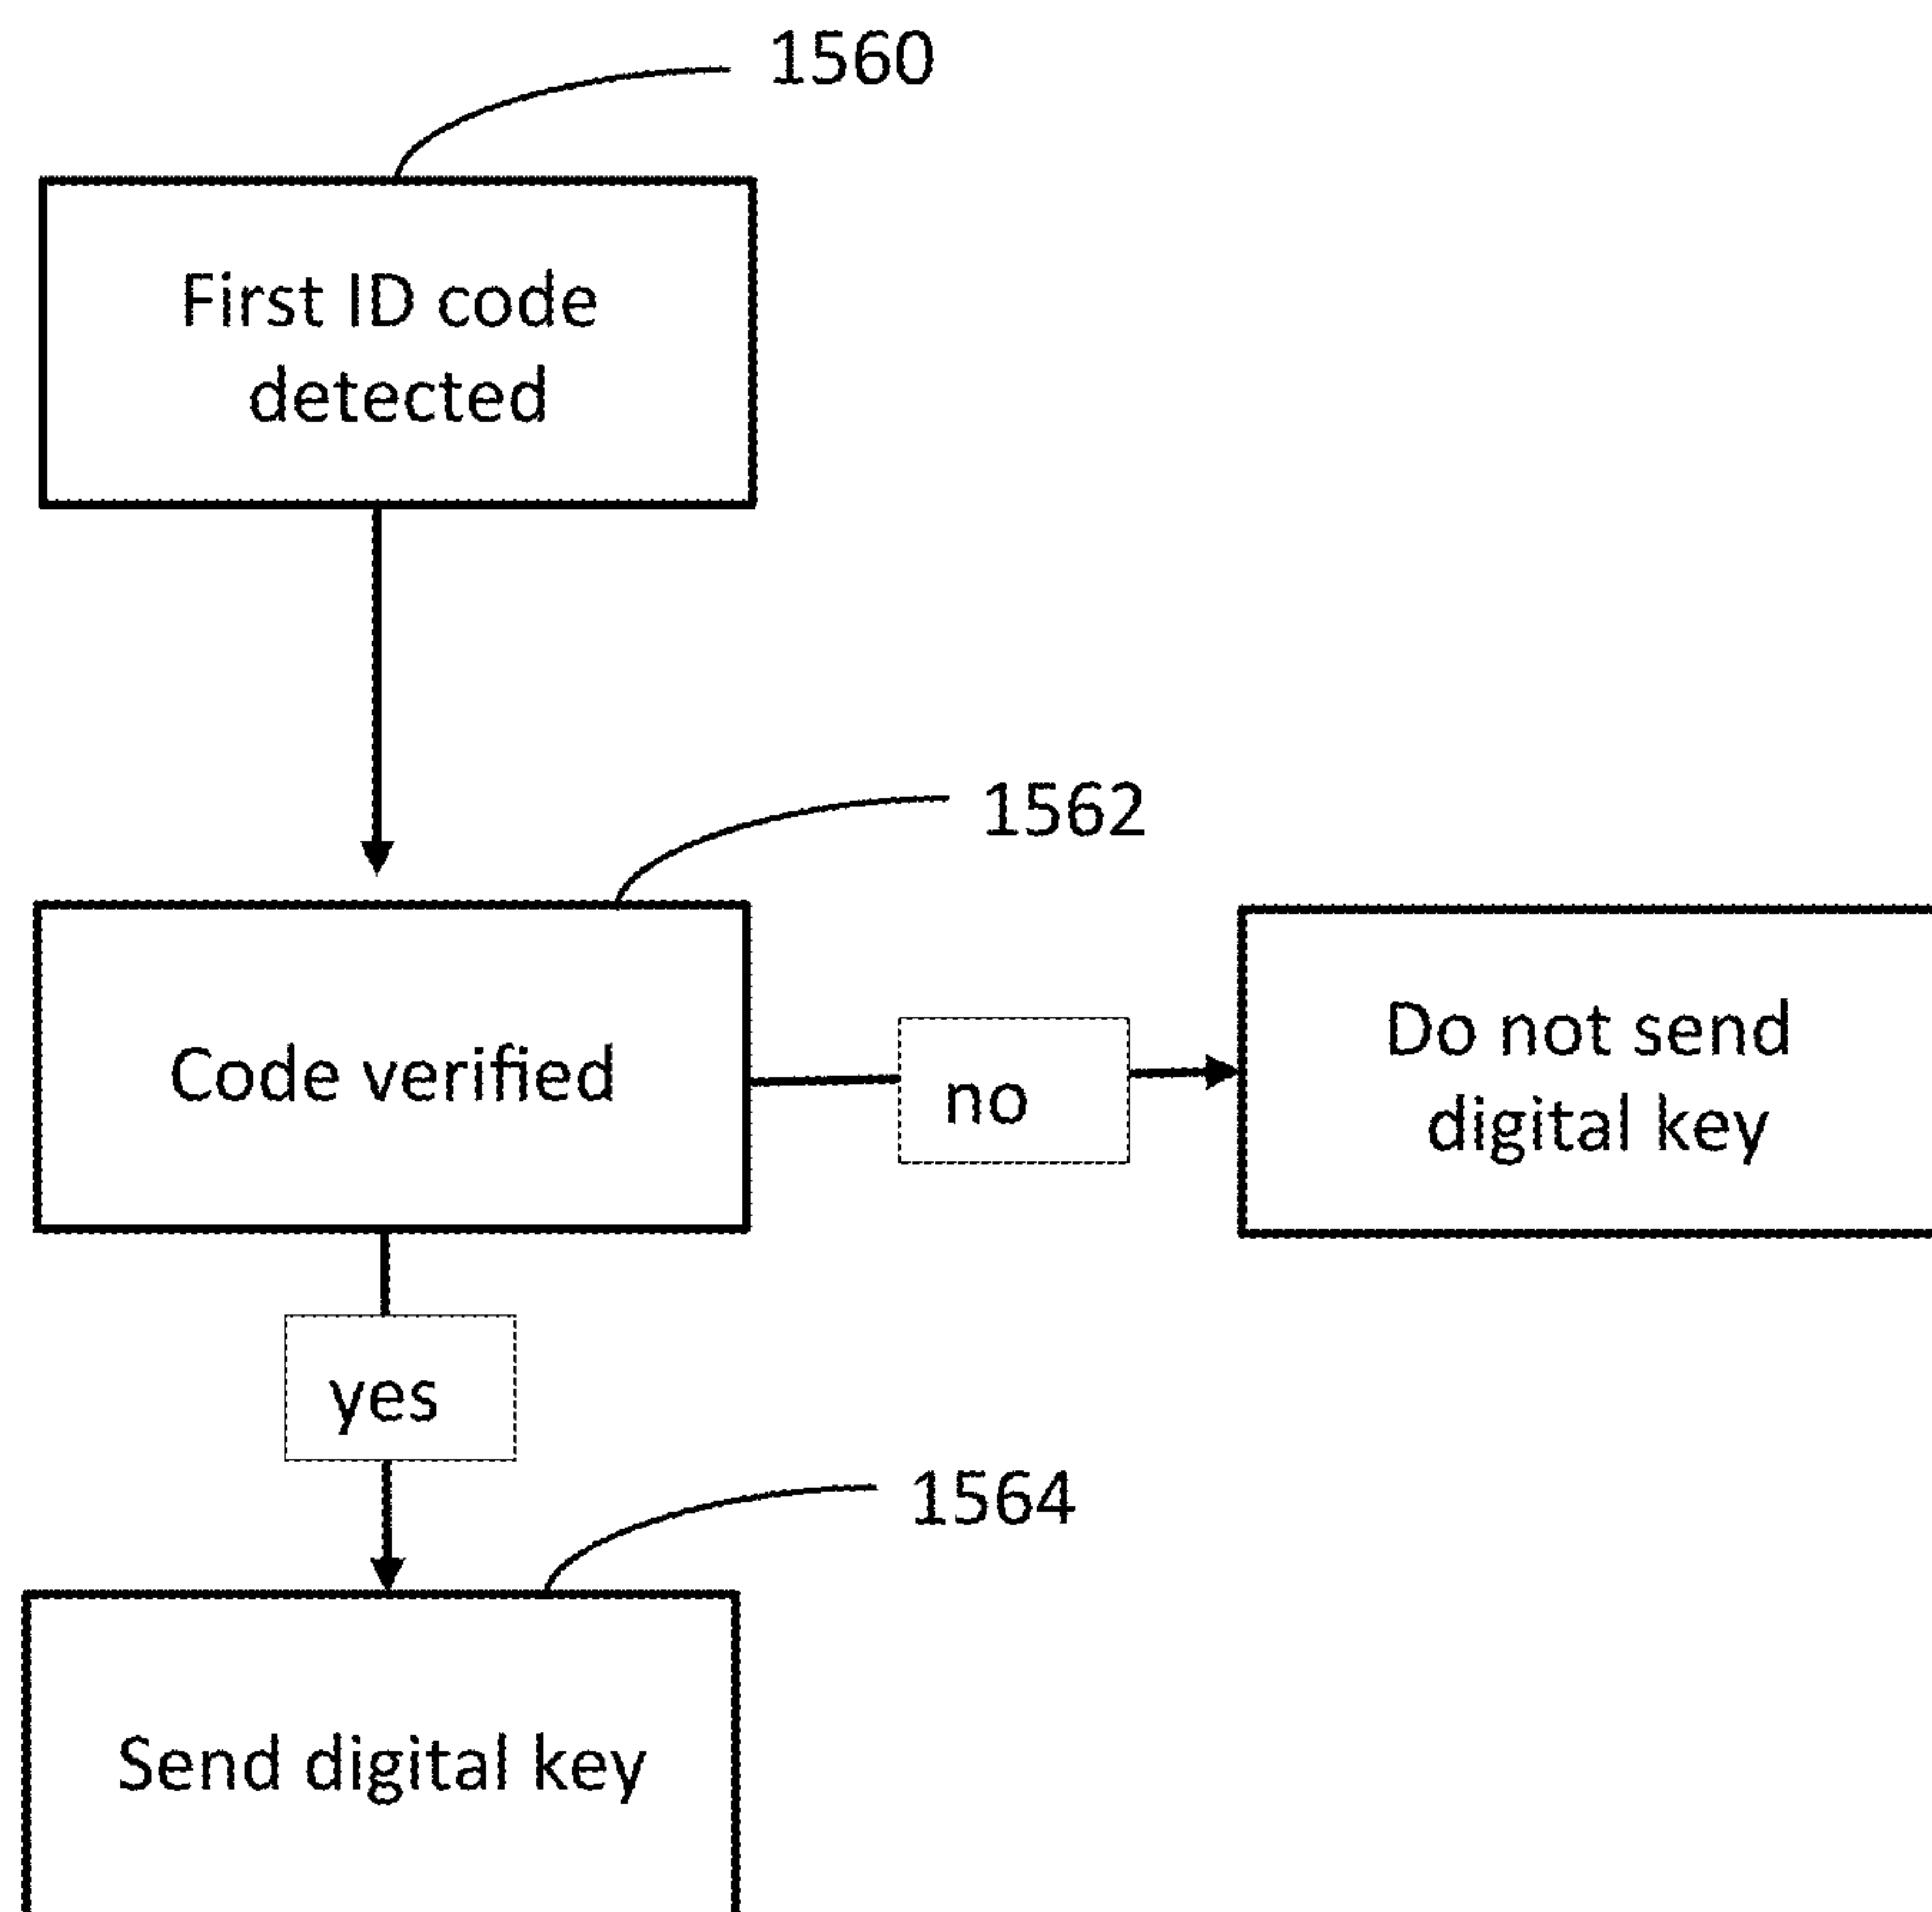 1560
First ID code
detected
1562
Code verified
no
Do not send
digital key
yes
1564
Send digital key